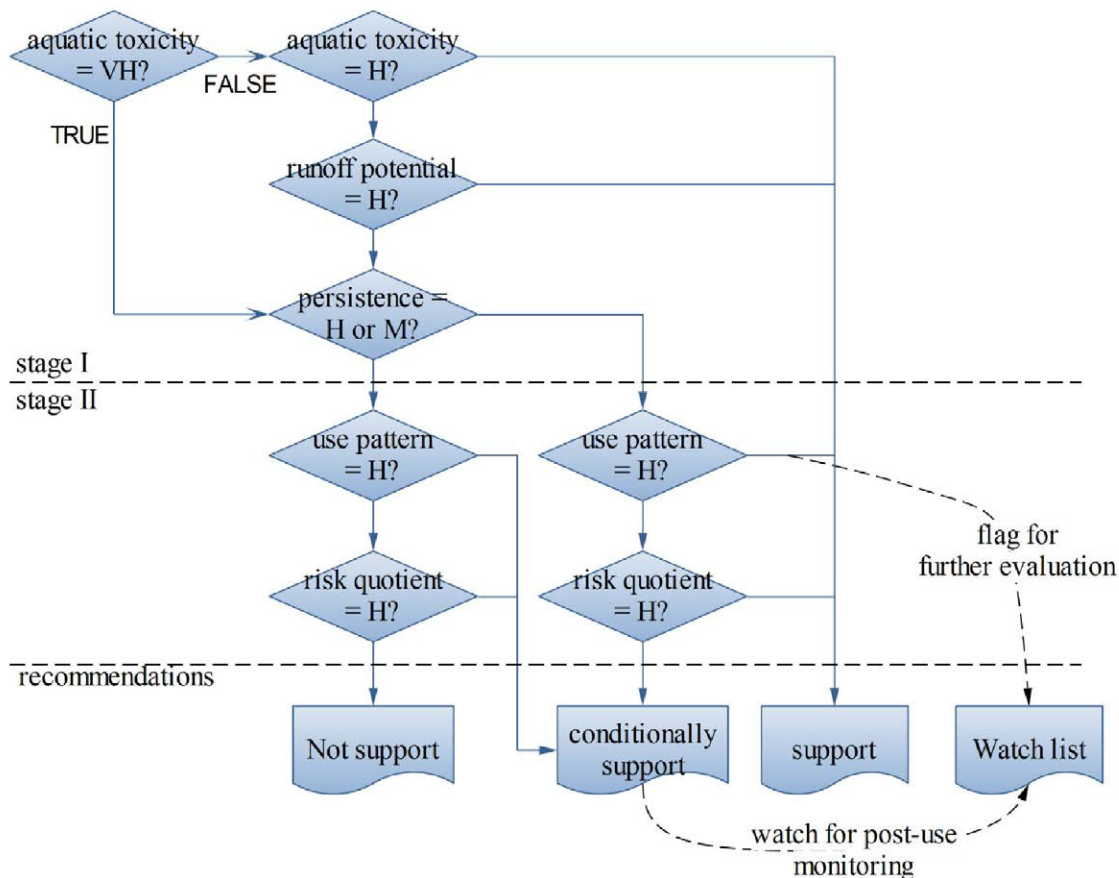 aquatic toxicity
= VH?
aquatic toxicity
= H?
FALSE
TRUE
runoff potential
= H?
persistence =
H or M?
stage I
stage II
use pattern
= H?
use pattern
= H?
flag for
further evaluation
risk quotient
= H?
risk quotient
= H?
recommendations
Not support
conditionally
support
support
Watch list
watch for post-use
monitoring